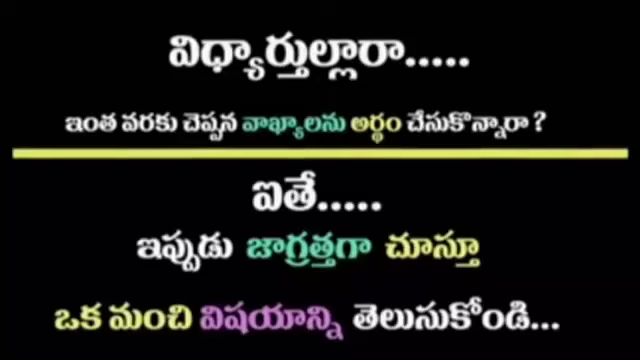 విధ్యార్తుల్లారా.....
ఇంత వరకు చెప్పన వాఖ్యాలను అర్థం చేసుకొన్నారా ?
ఐతే.....
ఇప్పుడు జాగ్రత్తగా చూస్తూ
ఒక మంచి విషయాన్ని తెలుసుకోండి...